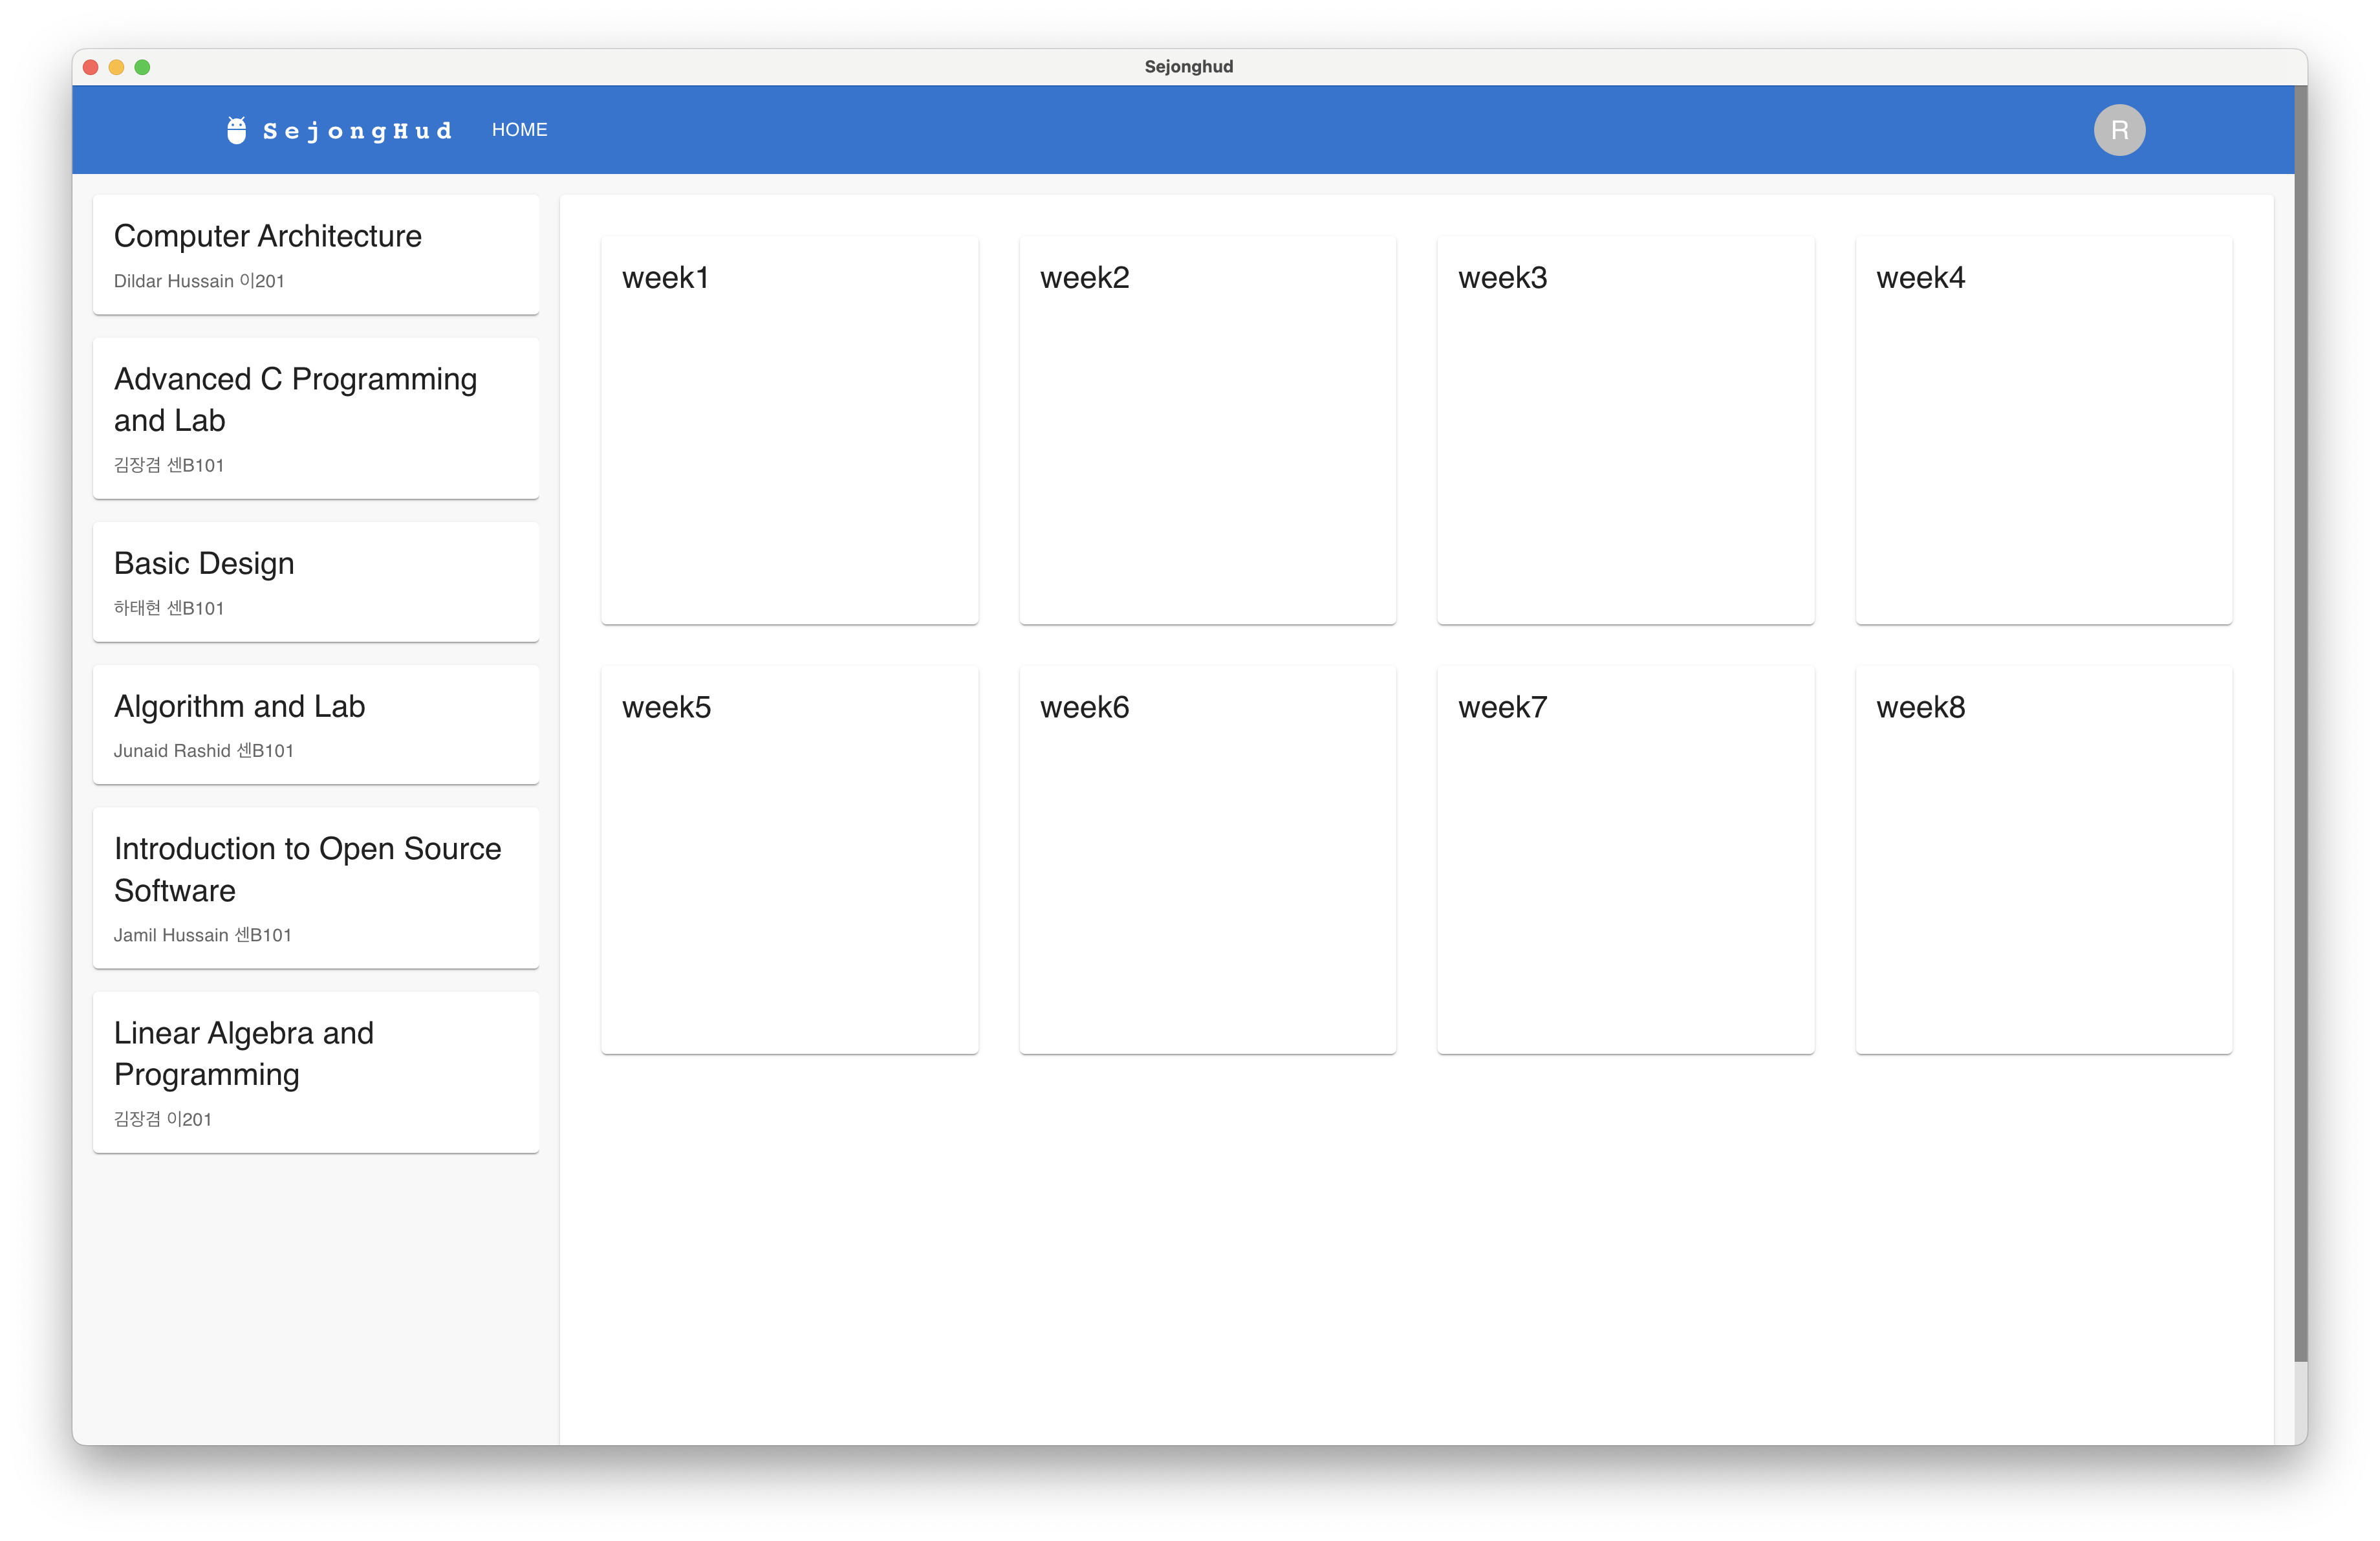 Sejonghud
SejongHud
HOME
R
Computer Architecture
Dildar Hussain 이201
Advanced C Programming
and Lab
김장겸 센B101
Basic Design
하태현 센B101
Algorithm and Lab
Junaid Rashid 센B101
Introduction to Open Source
Software
Jamil Hussain 센B101
Linear Algebra and
Programming
김장겸 이201
week1
week2
week3
week4
week5
week6
week7
week8